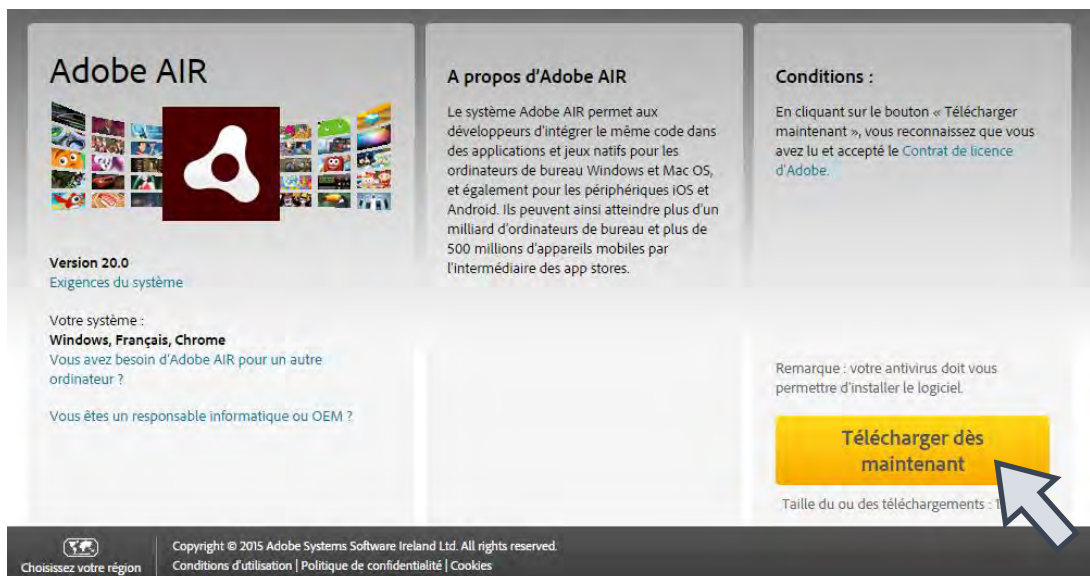 Adobe AIR
Version 20.0
Exigences du système
Votre système :
Windows, Français, Chrome
Vous avez besoin d'Adobe AIR pour un autre
ordinateur ?
Vous êtes un responsable informatique ou OEM ?
A propos d'Adobe AIR
Le système Adobe AIR permet aux
développeurs d'intégrer le même code dans
des applications et jeux natifs pour les
ordinateurs de bureau Windows et Mac OS,
et également pour les périphériques iOS et
Android. Ils peuvent ainsi atteindre plus d'un
milliard d'ordinateurs de bureau et plus de
500 millions d'appareils mobiles par
l'intermédiaire des app stores.
Conditions :
En cliquant sur le bouton « Télécharger
maintenant », vous reconnaissez que vous
avez lu et accepté le Contrat de licence
d'Adobe.
Remarque : votre antivirus doit vous
permettre d'installer le logiciel.
Télécharger dès
maintenant
Taille du ou des téléchargements :
Choisissez votre région
Copyright © 2015 Adobe Systems Software Ireland Ltd. All rights reserved.
Conditions d'utilisation | Politique de confidentialité | Cookies